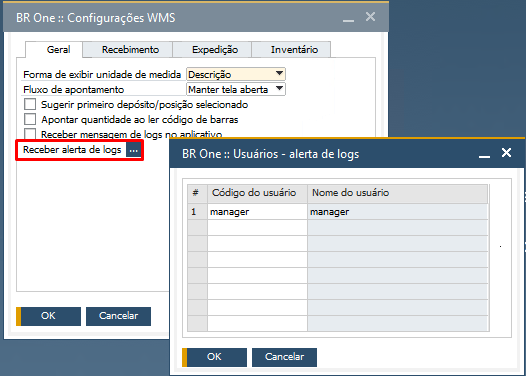 BR One :: Configurações WMS
Geral Recebimento Expedição Inventário
Forma de exibir unidade de medida Descrição
Fluxo de apontamento Manter tela aberta
Sugerir primeiro depósito/posição selecionado
Apontar quantidade ao ler código de barras
Receber mensagem de logs no aplicativo
Receber alerta de logs ...
OK Cancelar
BR One :: Usuários - alerta de logs
# Código do usuário Nome do usuário
1 manager manager
OK Cancelar